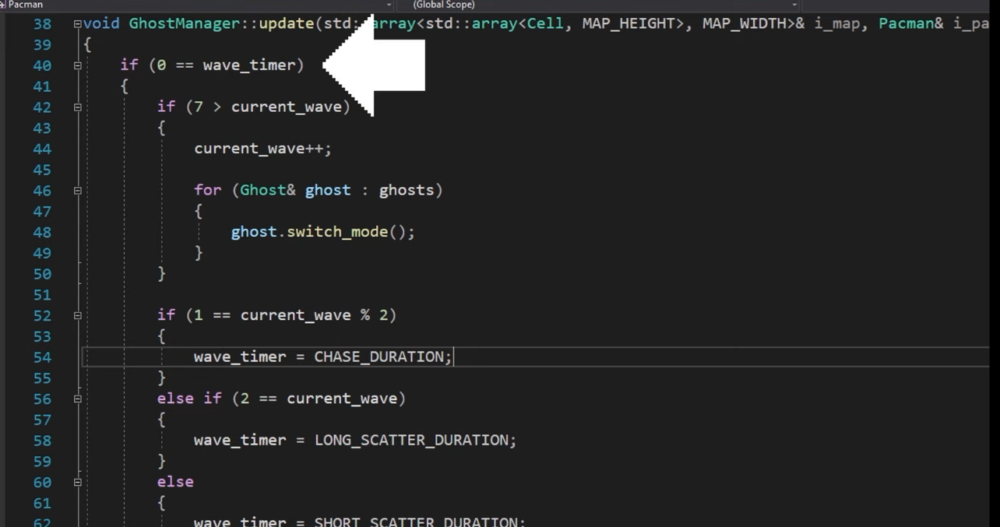 Pacman (Global Scope)
38 void GhostManager::update(std:: array<std::array<Cell, MAP_HEIGHT>, MAP_WIDTH>& i_map, Pacman& i_pa
39 {
40 if (0 == wave_timer)
41 {
42 if (7 > current_wave)
43 {
44 current_wave++;
45
46 for (Ghost& ghost : ghosts)
47 {
48 ghost.switch_mode();
49 }
50 }
51
52 if (1 == current_wave % 2)
53 {
54 wave_timer = CHASE_DURATION;
55 }
56 else if (2 == current_wave)
57 {
58 wave_timer = LONG_SCATTER_DURATION;
59 }
60 else
61 {
62 wave_timer = SHORT_SCATTER_DURATION;